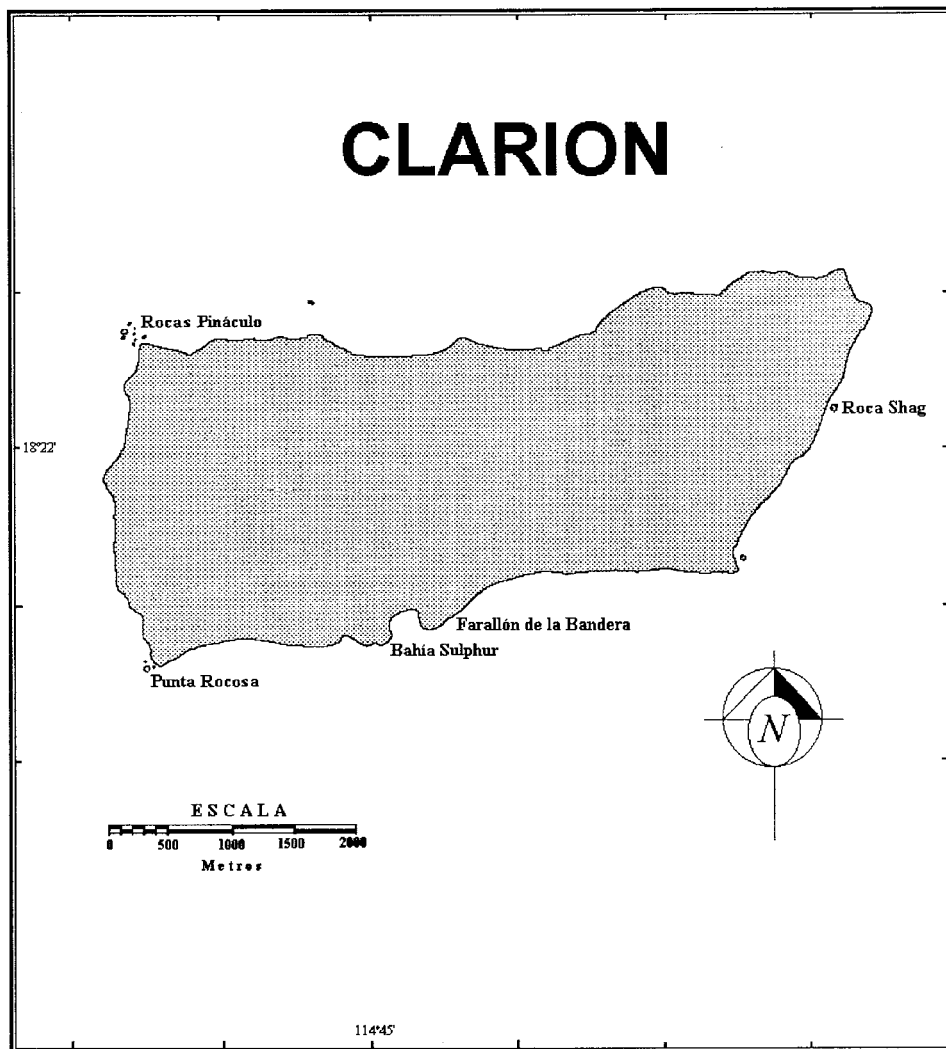 CLARION
Rocas Pináculo
Roca Shag
18°22'
Farallón de la Bandera
Bahía Sulphur
Punta Rocosa
N
ESCALA
0 500 1000 1500 2000
Metros
114°45'